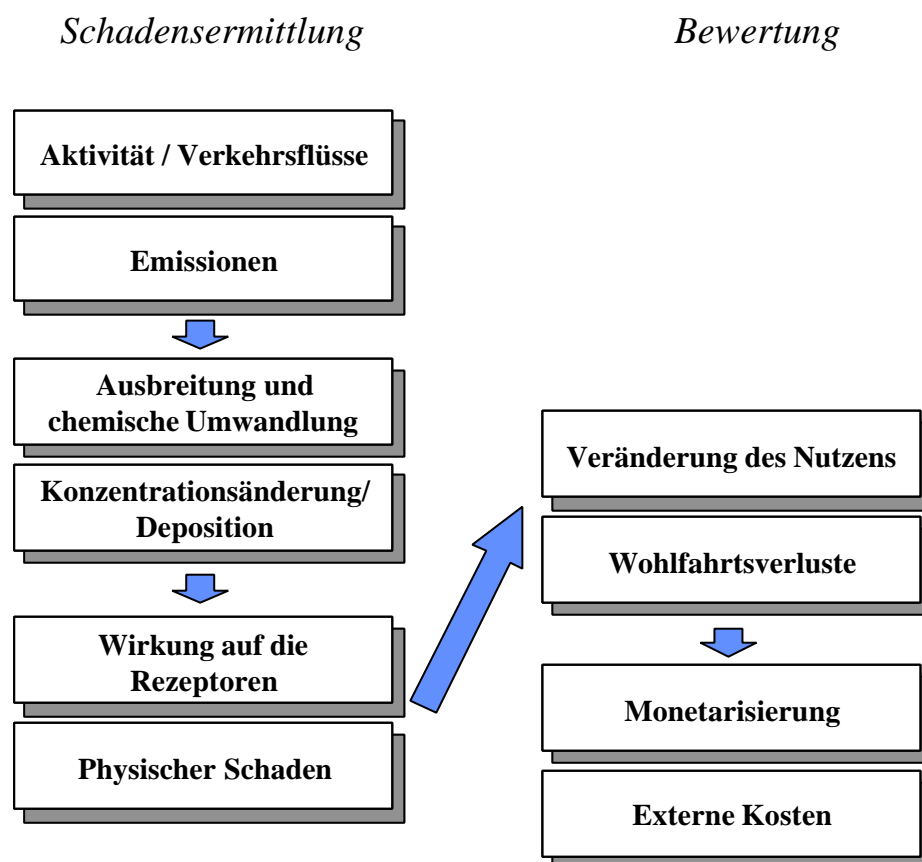 Schadensermittlung
Bewertung
Aktivität / Verkehrsflüsse
Emissionen
Ausbreitung und
chemische Umwandlung
Konzentrationsänderung/
Deposition
Wirkung auf die
Rezeptoren
Physischer Schaden
Veränderung des Nutzens
Wohlfahrtsverluste
Monetarisierung
Externe Kosten